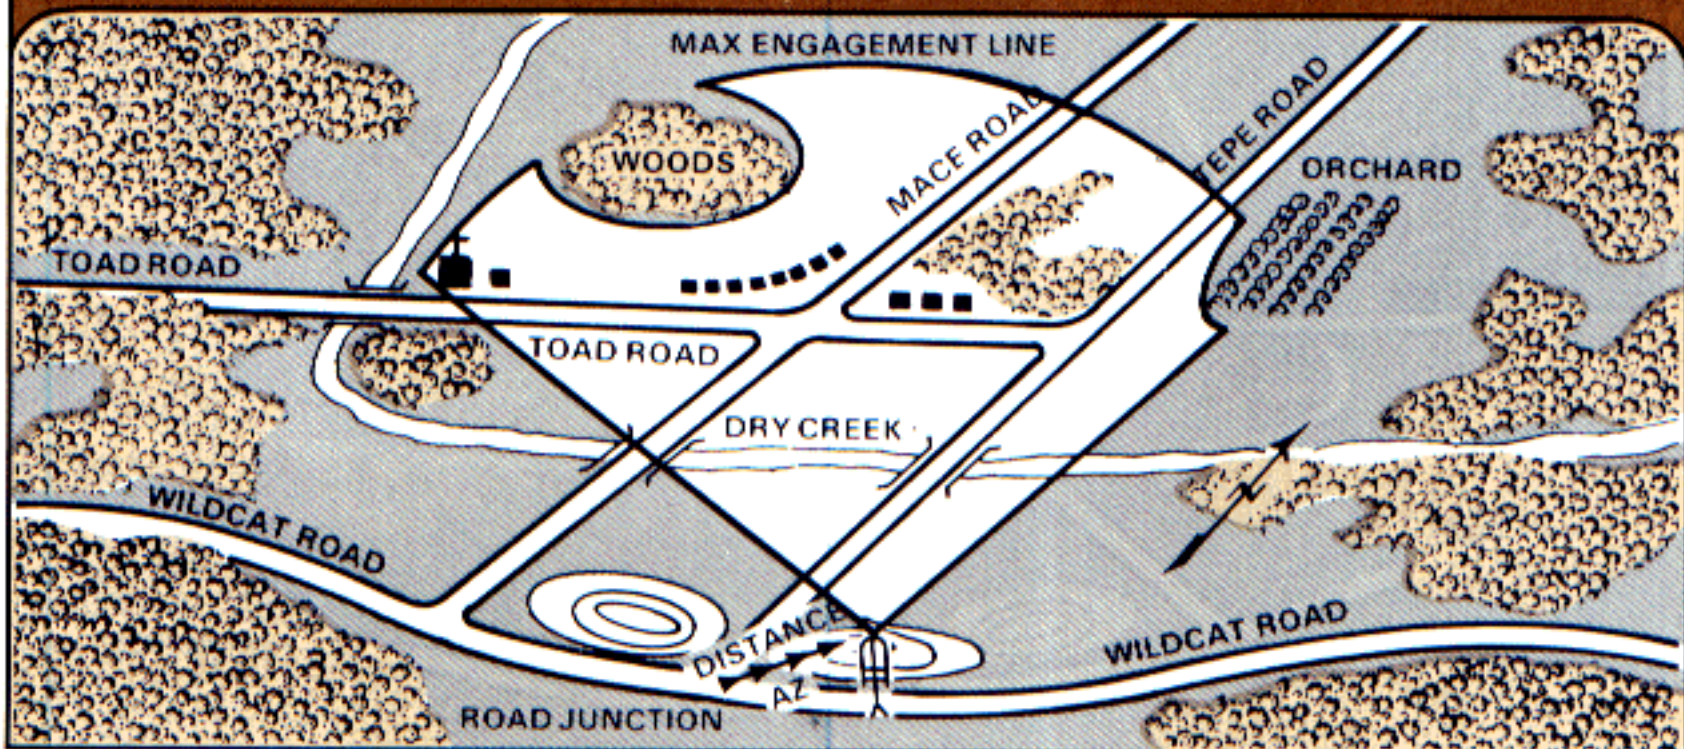 MAX ENGAGEMENT LINE
WOODS
MACE ROAD
TEPE ROAD
ORCHARD
TOAD ROAD
TOAD ROAD
DRY CREEK
N
WILDCAT ROAD
DISTANCE
AZ
WILDCAT ROAD
ROAD JUNCTION